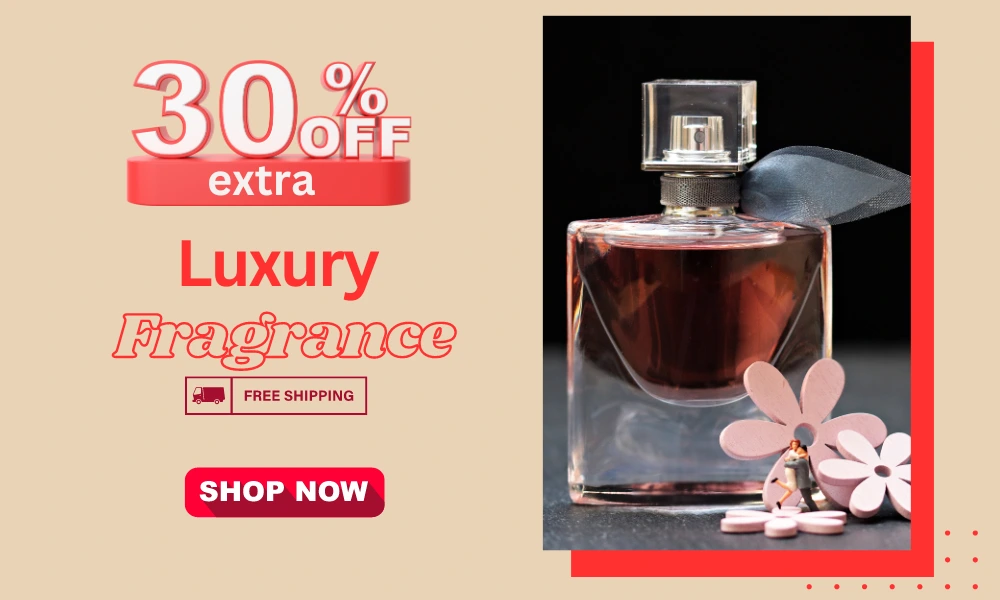 30%
OFF
extra
Luxury
Fragrance
FREE SHIPPING
SHOP NOW